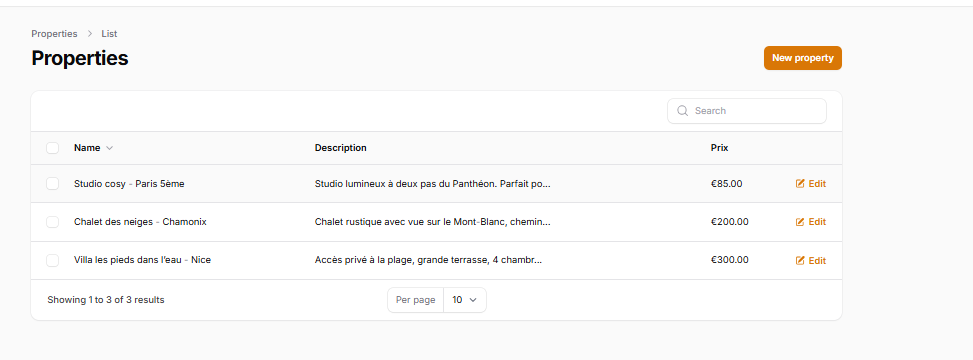 Properties > List
Properties
New property
Search
Name Description Prix
Studio cosy - Paris 5ème Studio lumineux à deux pas du Panthéon. Parfait po... €85.00 Edit
Chalet des neiges - Chamonix Chalet rustique avec vue sur le Mont-Blanc, chemin... €200.00 Edit
Villa les pieds dans l'eau - Nice Accès privé à la plage, grande terrasse, 4 chambr... €300.00 Edit
Showing 1 to 3 of 3 results Per page 10